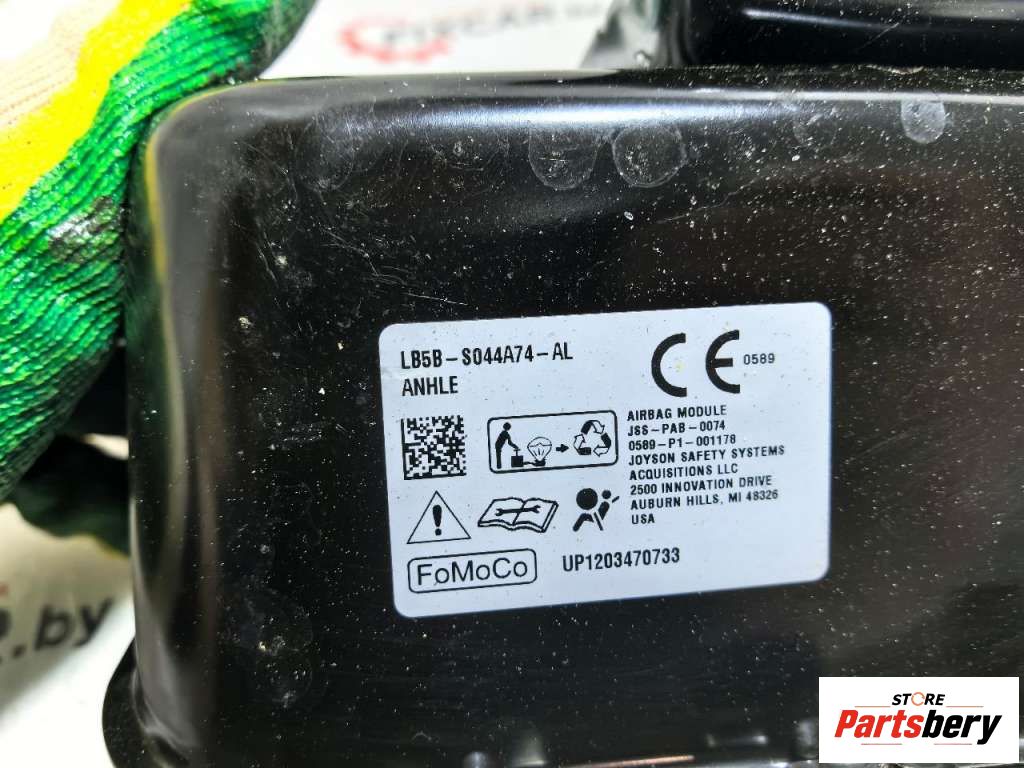 LB5B-S044A74-AL
ANHLE
CE 0589
AIRBAG MODULE
JSS-PAB-0074
0589-P1-001178
JOYSON SAFETY SYSTEMS
ACQUISITIONS LLC
2500 INNOVATION DRIVE
AUBURN HILLS, MI 48326
USA
FoMoCo
UP1203470733
.by
STORE
Partsbery